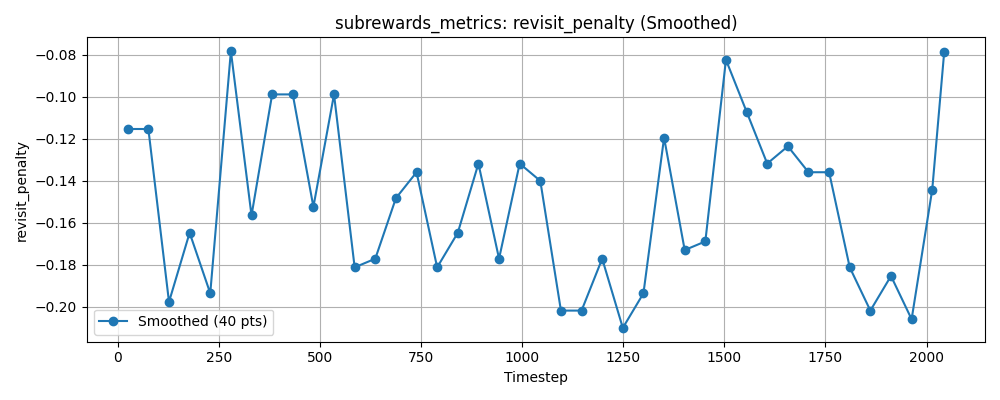 subrewards_metrics: revisit_penalty (Smoothed)
revisit_penalty
−0.08
−0.10
−0.12
−0.14
−0.16
−0.18
−0.20
Smoothed (40 pts)
0 250 500 750 1000 1250 1500 1750 2000
Timestep